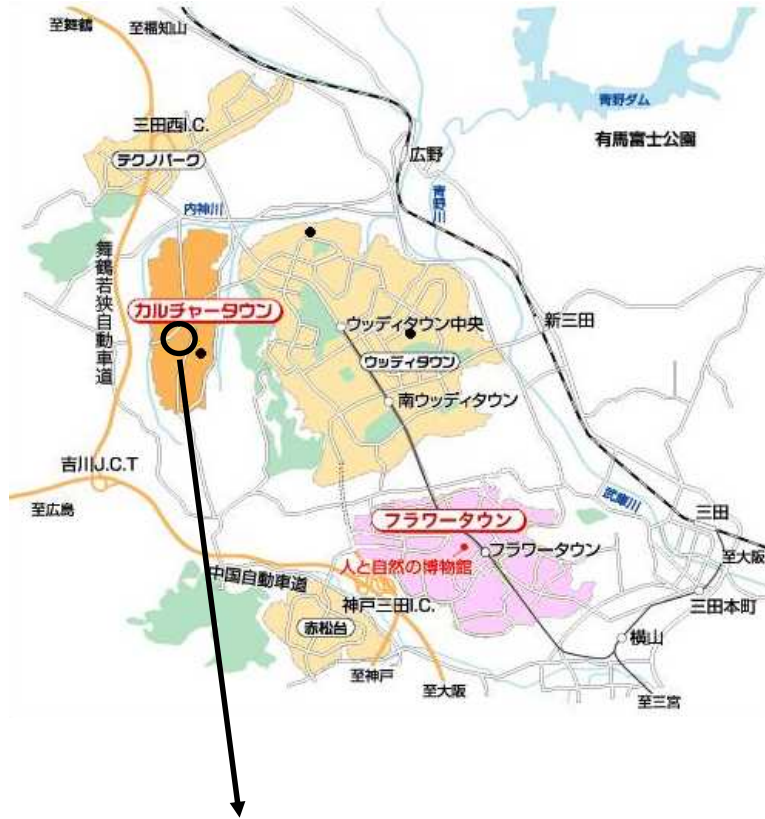 至舞鶴
至福知山
三田西I.C.
テクノパーク
青野ダム
有馬富士公園
広野
青野川
内神川
舞鶴若狭自動車道
カルチャータウン
ウッディタウン中央
新三田
ウッディタウン
南ウッディタウン
吉川J.C.T
至広島
武庫川
三田
フラワータウン
フラワータウン
至大阪
人と自然の博物館
中国自動車道
神戸三田I.C.
三田本町
赤松台
横山
至神戸
至大阪
至三宮